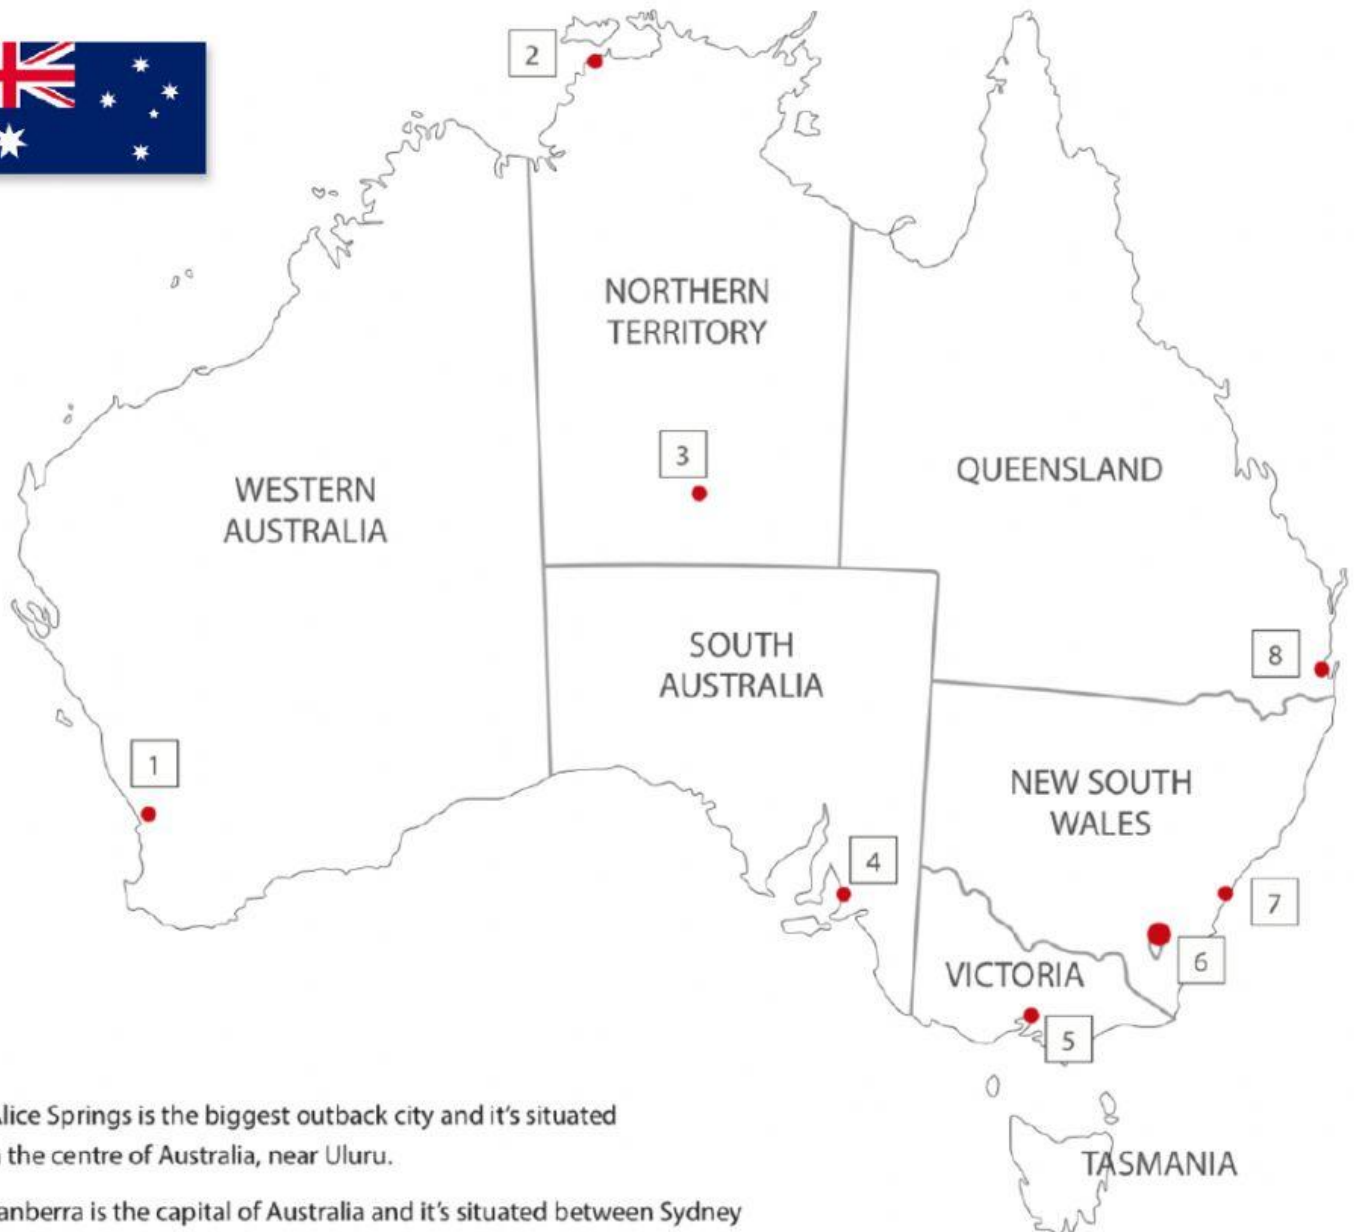 2
NORTHERN
TERRITORY
3
WESTERN
AUSTRALIA
QUEENSLAND
SOUTH
AUSTRALIA
8
1
NEW SOUTH
WALES
4
7
6
VICTORIA
5
lice Springs is the biggest outback city and it's situated
the centre of Australia, near Uluru.
TASMANIA
anberra is the capital of Australia and it's situated between Sydney